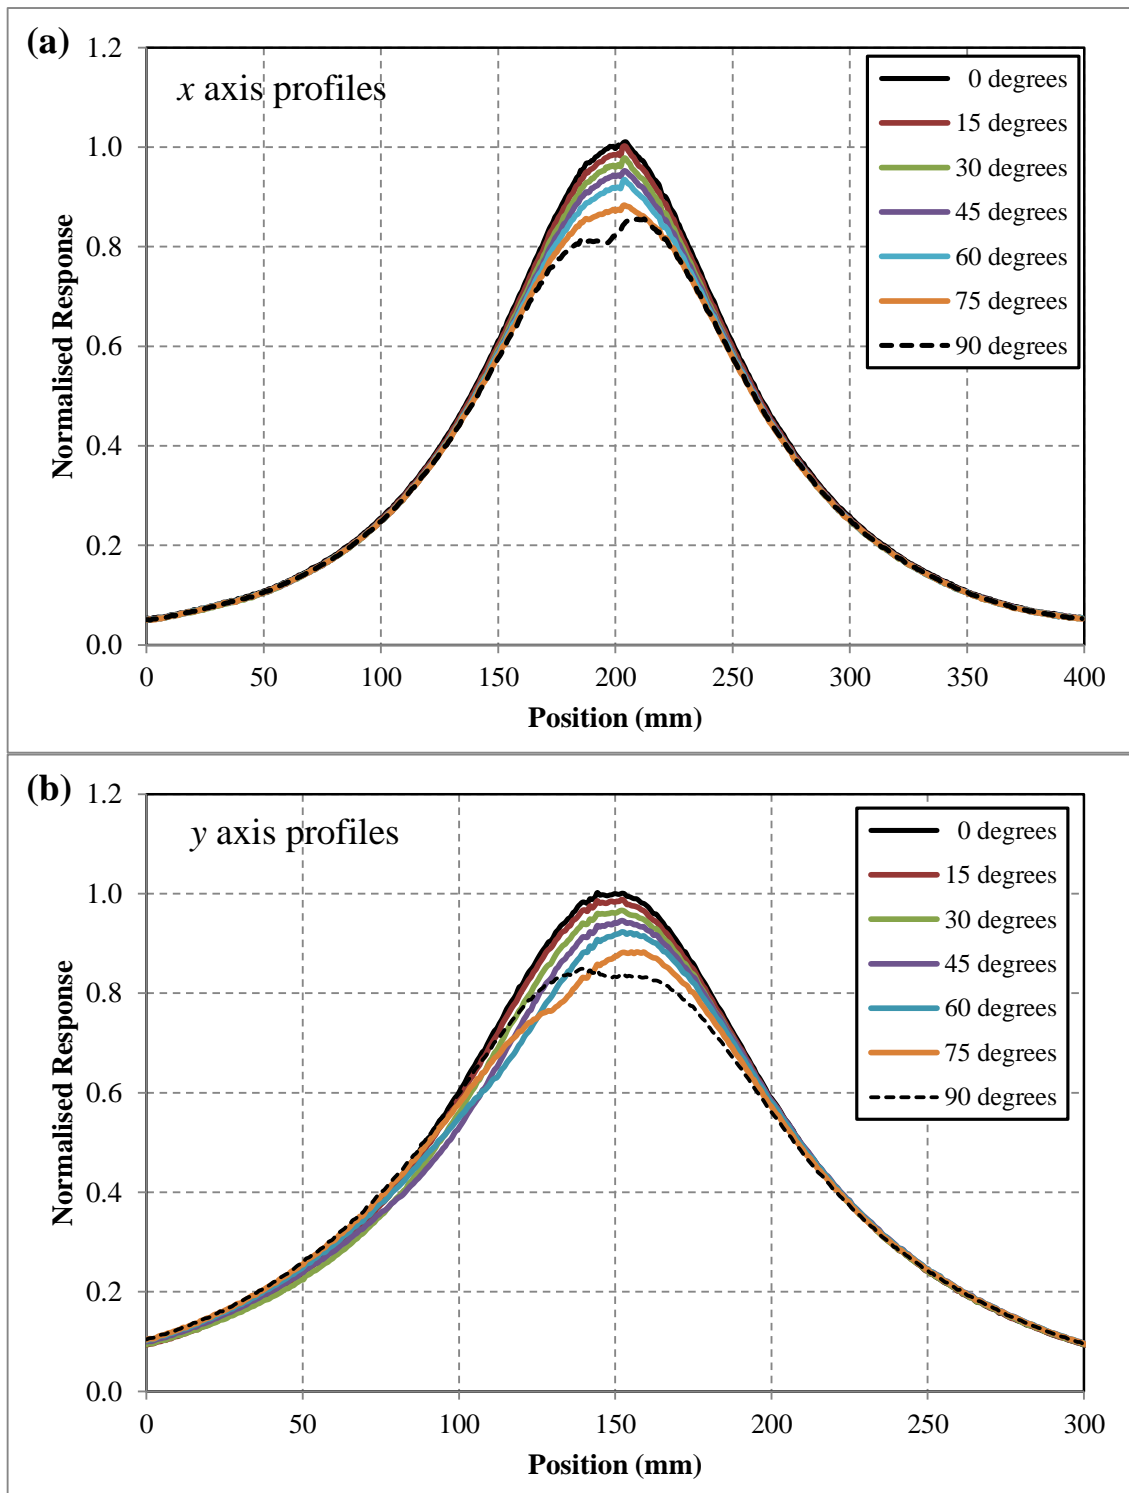 (a)
x axis profiles
1.2
1.0
0.8
0.6
0.4
0.2
0.0
Normalised Response
0 50 100 150 200 250 300 350 400
Position (mm)
0 degrees
15 degrees
30 degrees
45 degrees
60 degrees
75 degrees
90 degrees
(b)
y axis profiles
1.2
1.0
0.8
0.6
0.4
0.2
0.0
Normalised Response
0 50 100 150 200 250 300
Position (mm)
0 degrees
15 degrees
30 degrees
45 degrees
60 degrees
75 degrees
90 degrees